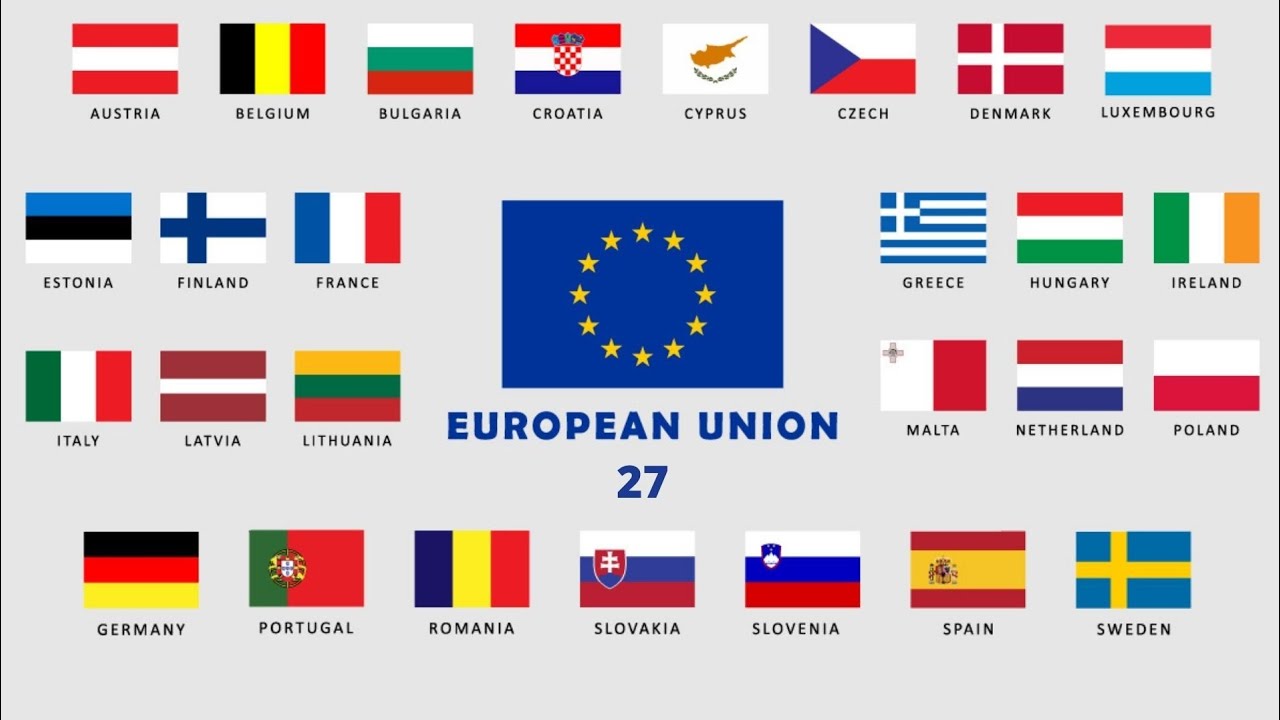 AUSTRIA BELGIUM BULGARIA CROATIA CYPRUS CZECH DENMARK LUXEMBOURG
ESTONIA FINLAND FRANCE GREECE HUNGARY IRELAND
ITALY LATVIA LITHUANIA MALTA NETHERLAND POLAND
EUROPEAN UNION
27
GERMANY PORTUGAL ROMANIA SLOVAKIA SLOVENIA SPAIN SWEDEN